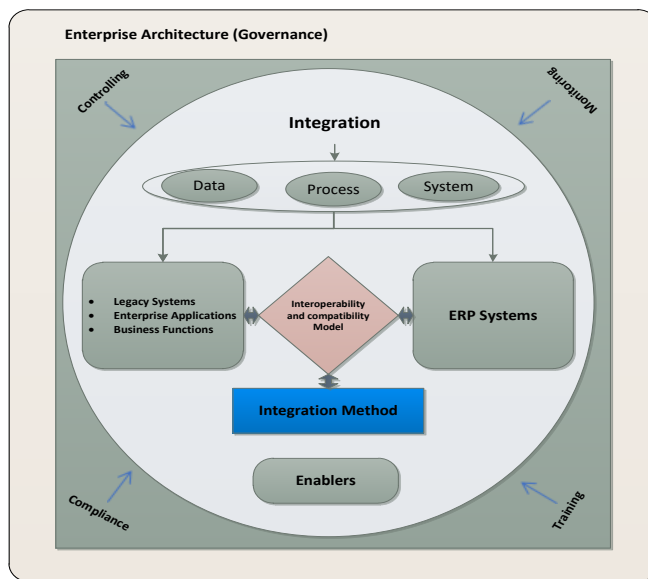 Enterprise Architecture (Governance)
Controlling
Monitoring
Integration
Data
Process
System
• Legacy Systems
• Enterprise Applications
• Business Functions
Interoperability
and compatibility
Model
ERP Systems
Integration Method
Enablers
Compliance
Training